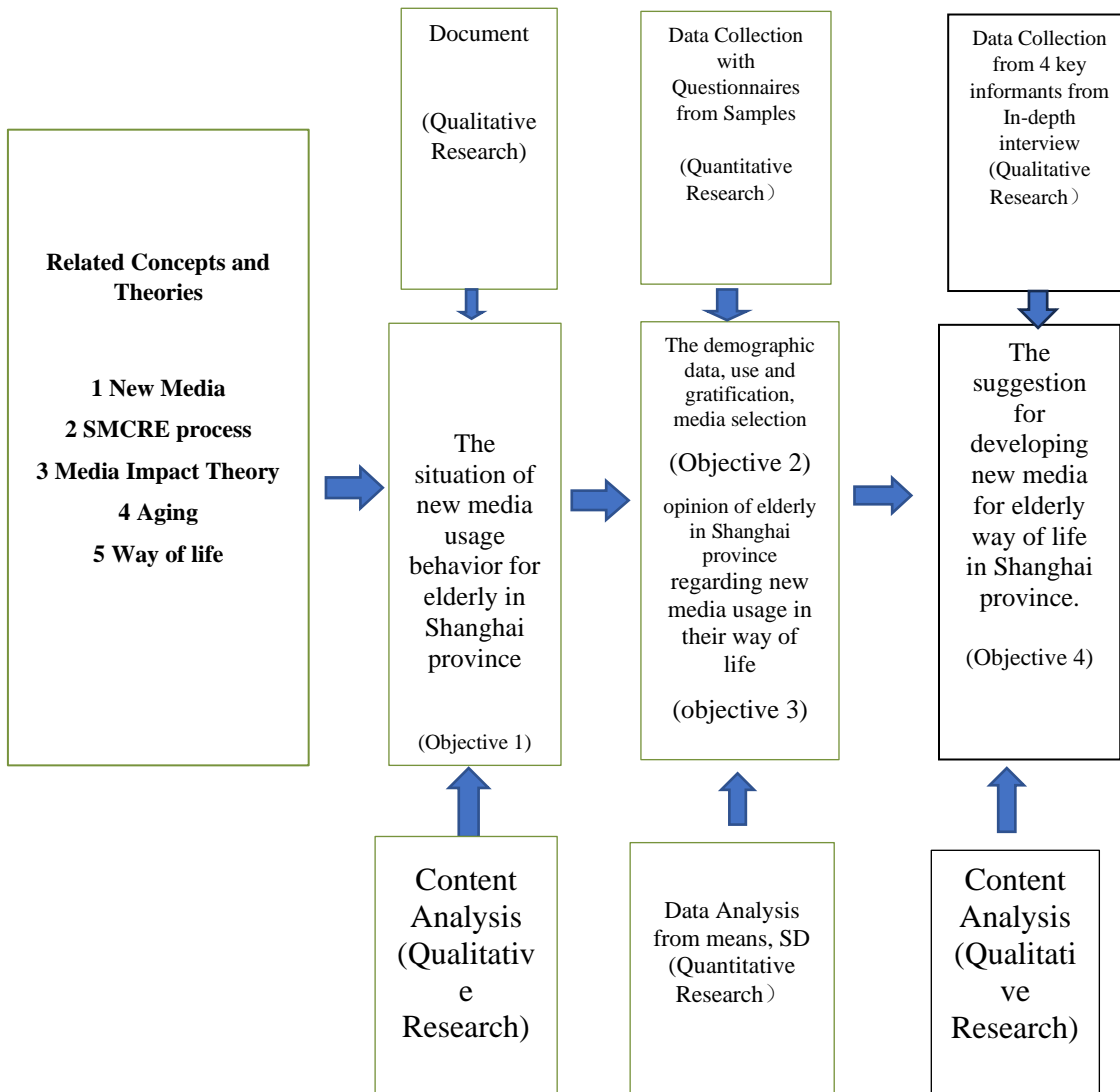 Related Concepts and
Theories
1 New Media
2 SMCRE process
3 Media Impact Theory
4 Aging
5 Way of life
Document
(Qualitative
Research)
The
situation of
new media
usage
behavior for
elderly in
Shanghai
province
(Objective 1)
Content
Analysis
(Qualitativ
e
Research)
Data Collection
with
Questionnaires
from Samples
(Quantitative
Research）
The demographic
data, use and
gratification,
media selection
(Objective 2)
opinion of elderly
in Shanghai
province
regarding new
media usage in
their way of
life
(objective 3)
Data Analysis
from means, SD
(Quantitative
Research）
Data Collection
from 4 key
informants from
In-depth
interview
(Qualitative
Research）
The
suggestion
for
developing
new media
for elderly
way of life
in Shanghai
province.
(Objective 4)
Content
Analysis
(Qualitati
ve
Research)